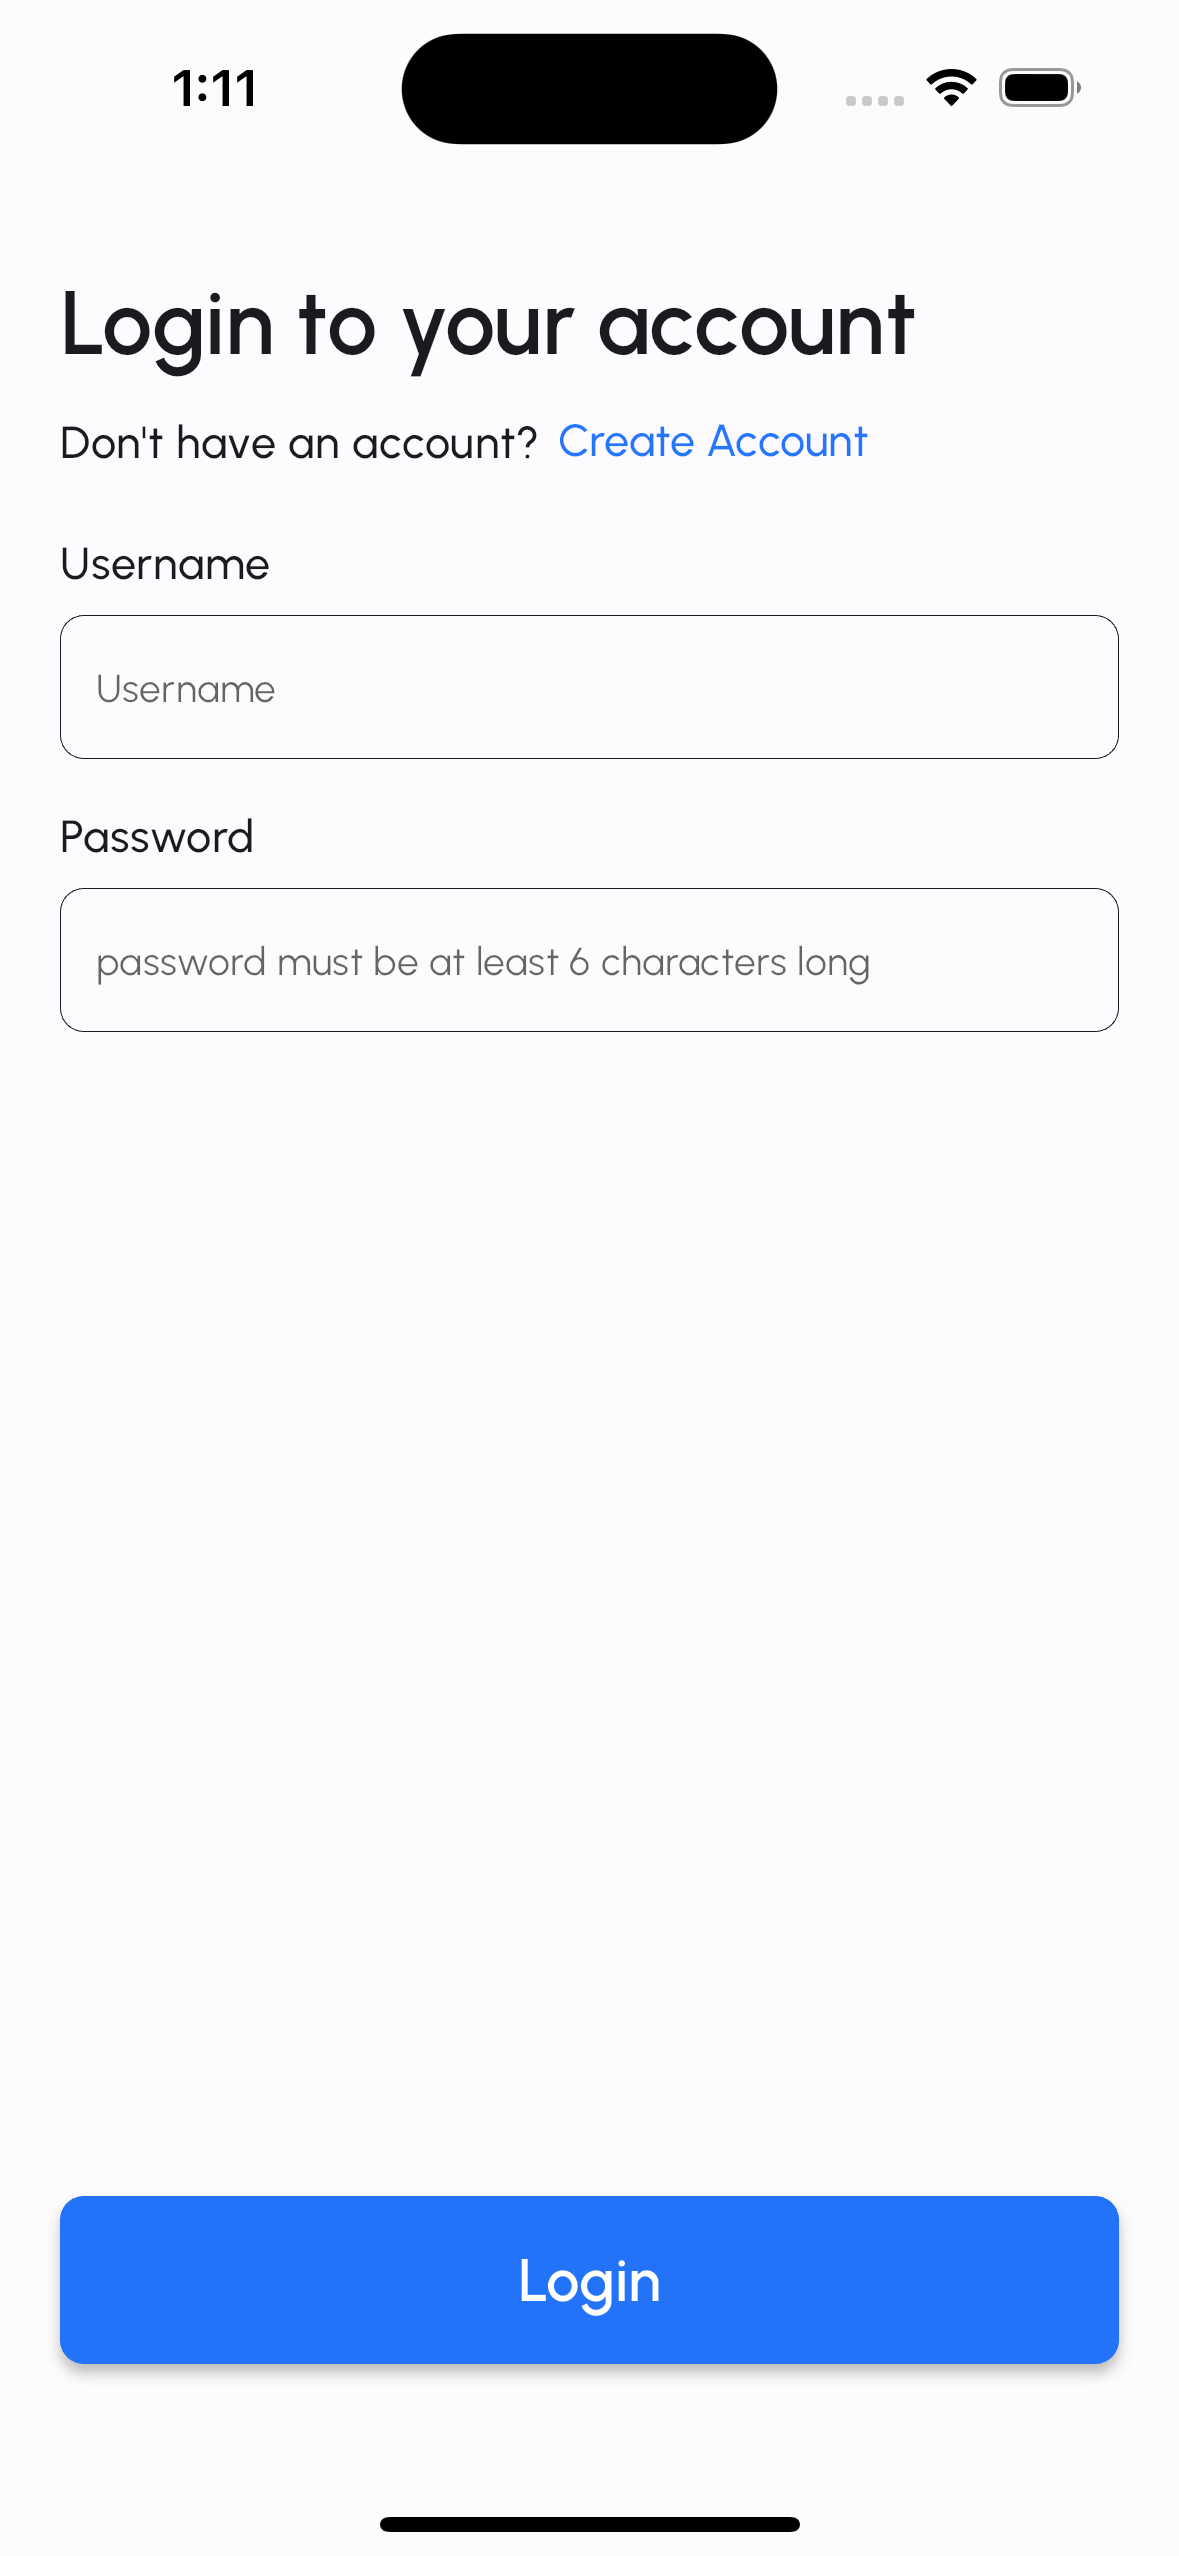 1:11
Login to your account
Don't have an account? Create Account
Username
Username
Password
password must be at least 6 characters long
Login